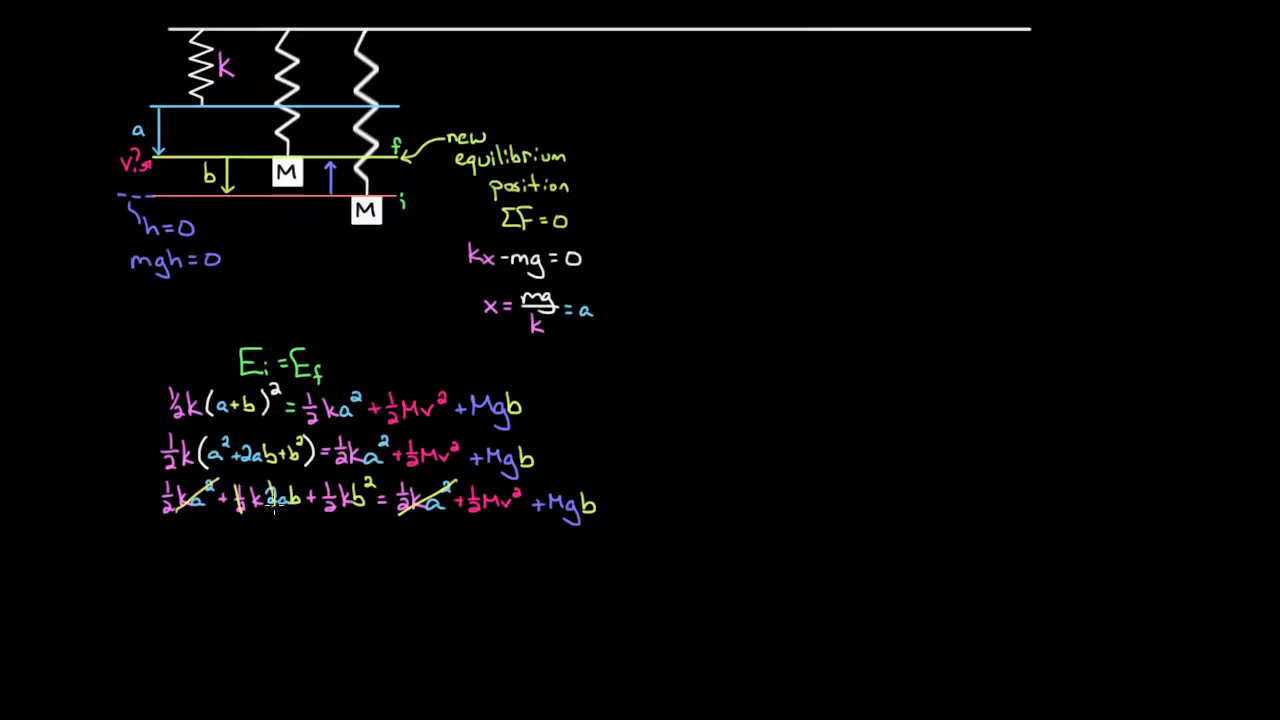 k
a
f
new
equilibrium
position
v?
b
M
i
M
ΣF = 0
h = 0
mgh = 0
kx - mg = 0
x = mg/k = a
Ei = Ef
½k(a+b)² = ½ka² + ½Mv² + Mgb
½k(a² + 2ab + b²) = ½ka² + ½Mv² + Mgb
½ka² + ½k2ab + ½kb² = ½ka² + ½Mv² + Mgb